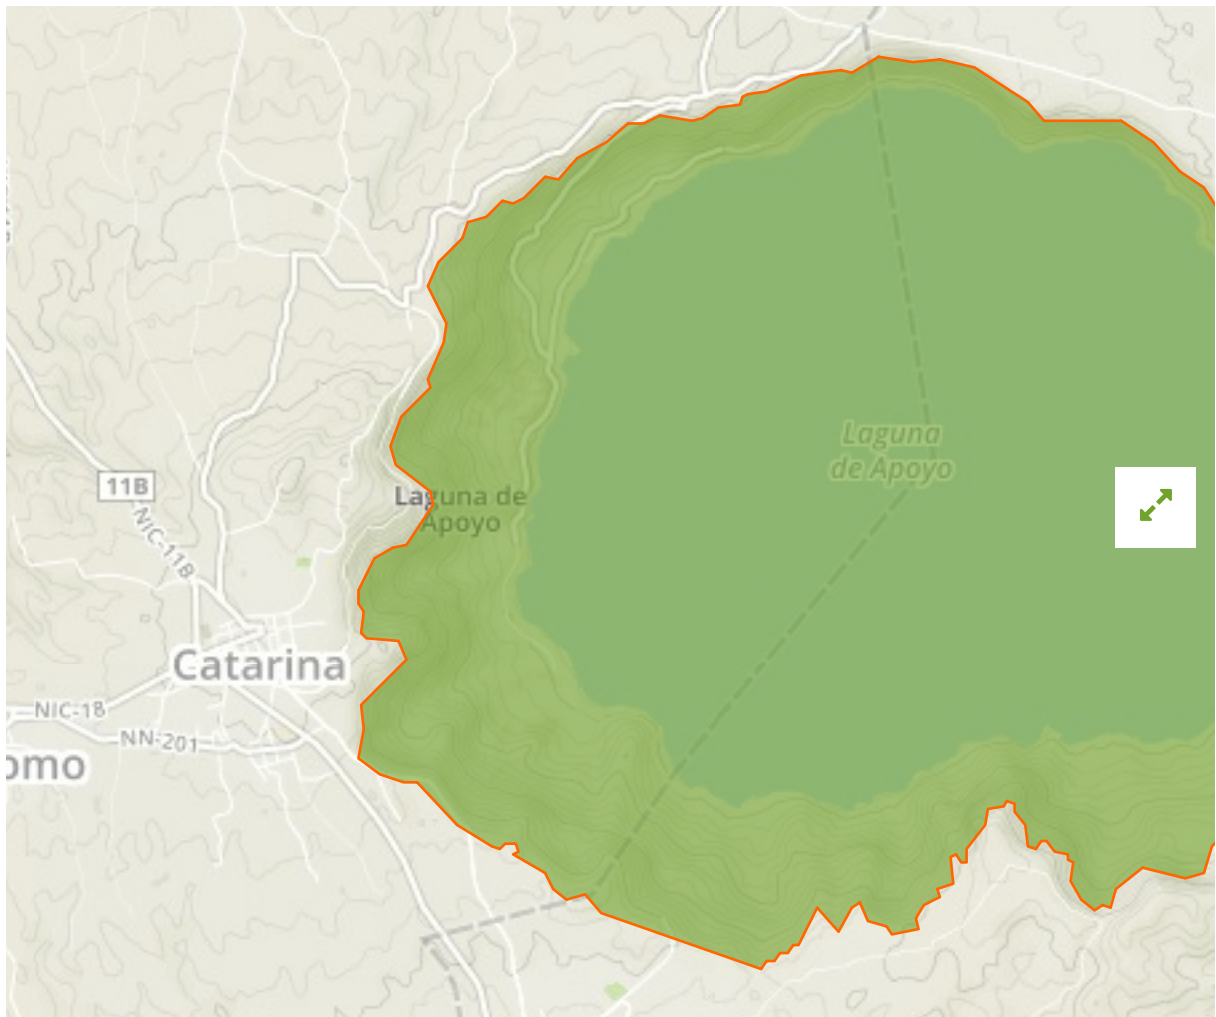 Laguna
de Apoyo
11B
Laguna de
Apoyo
NIC-11B
Catarina
NIC-18
NN-201
omo